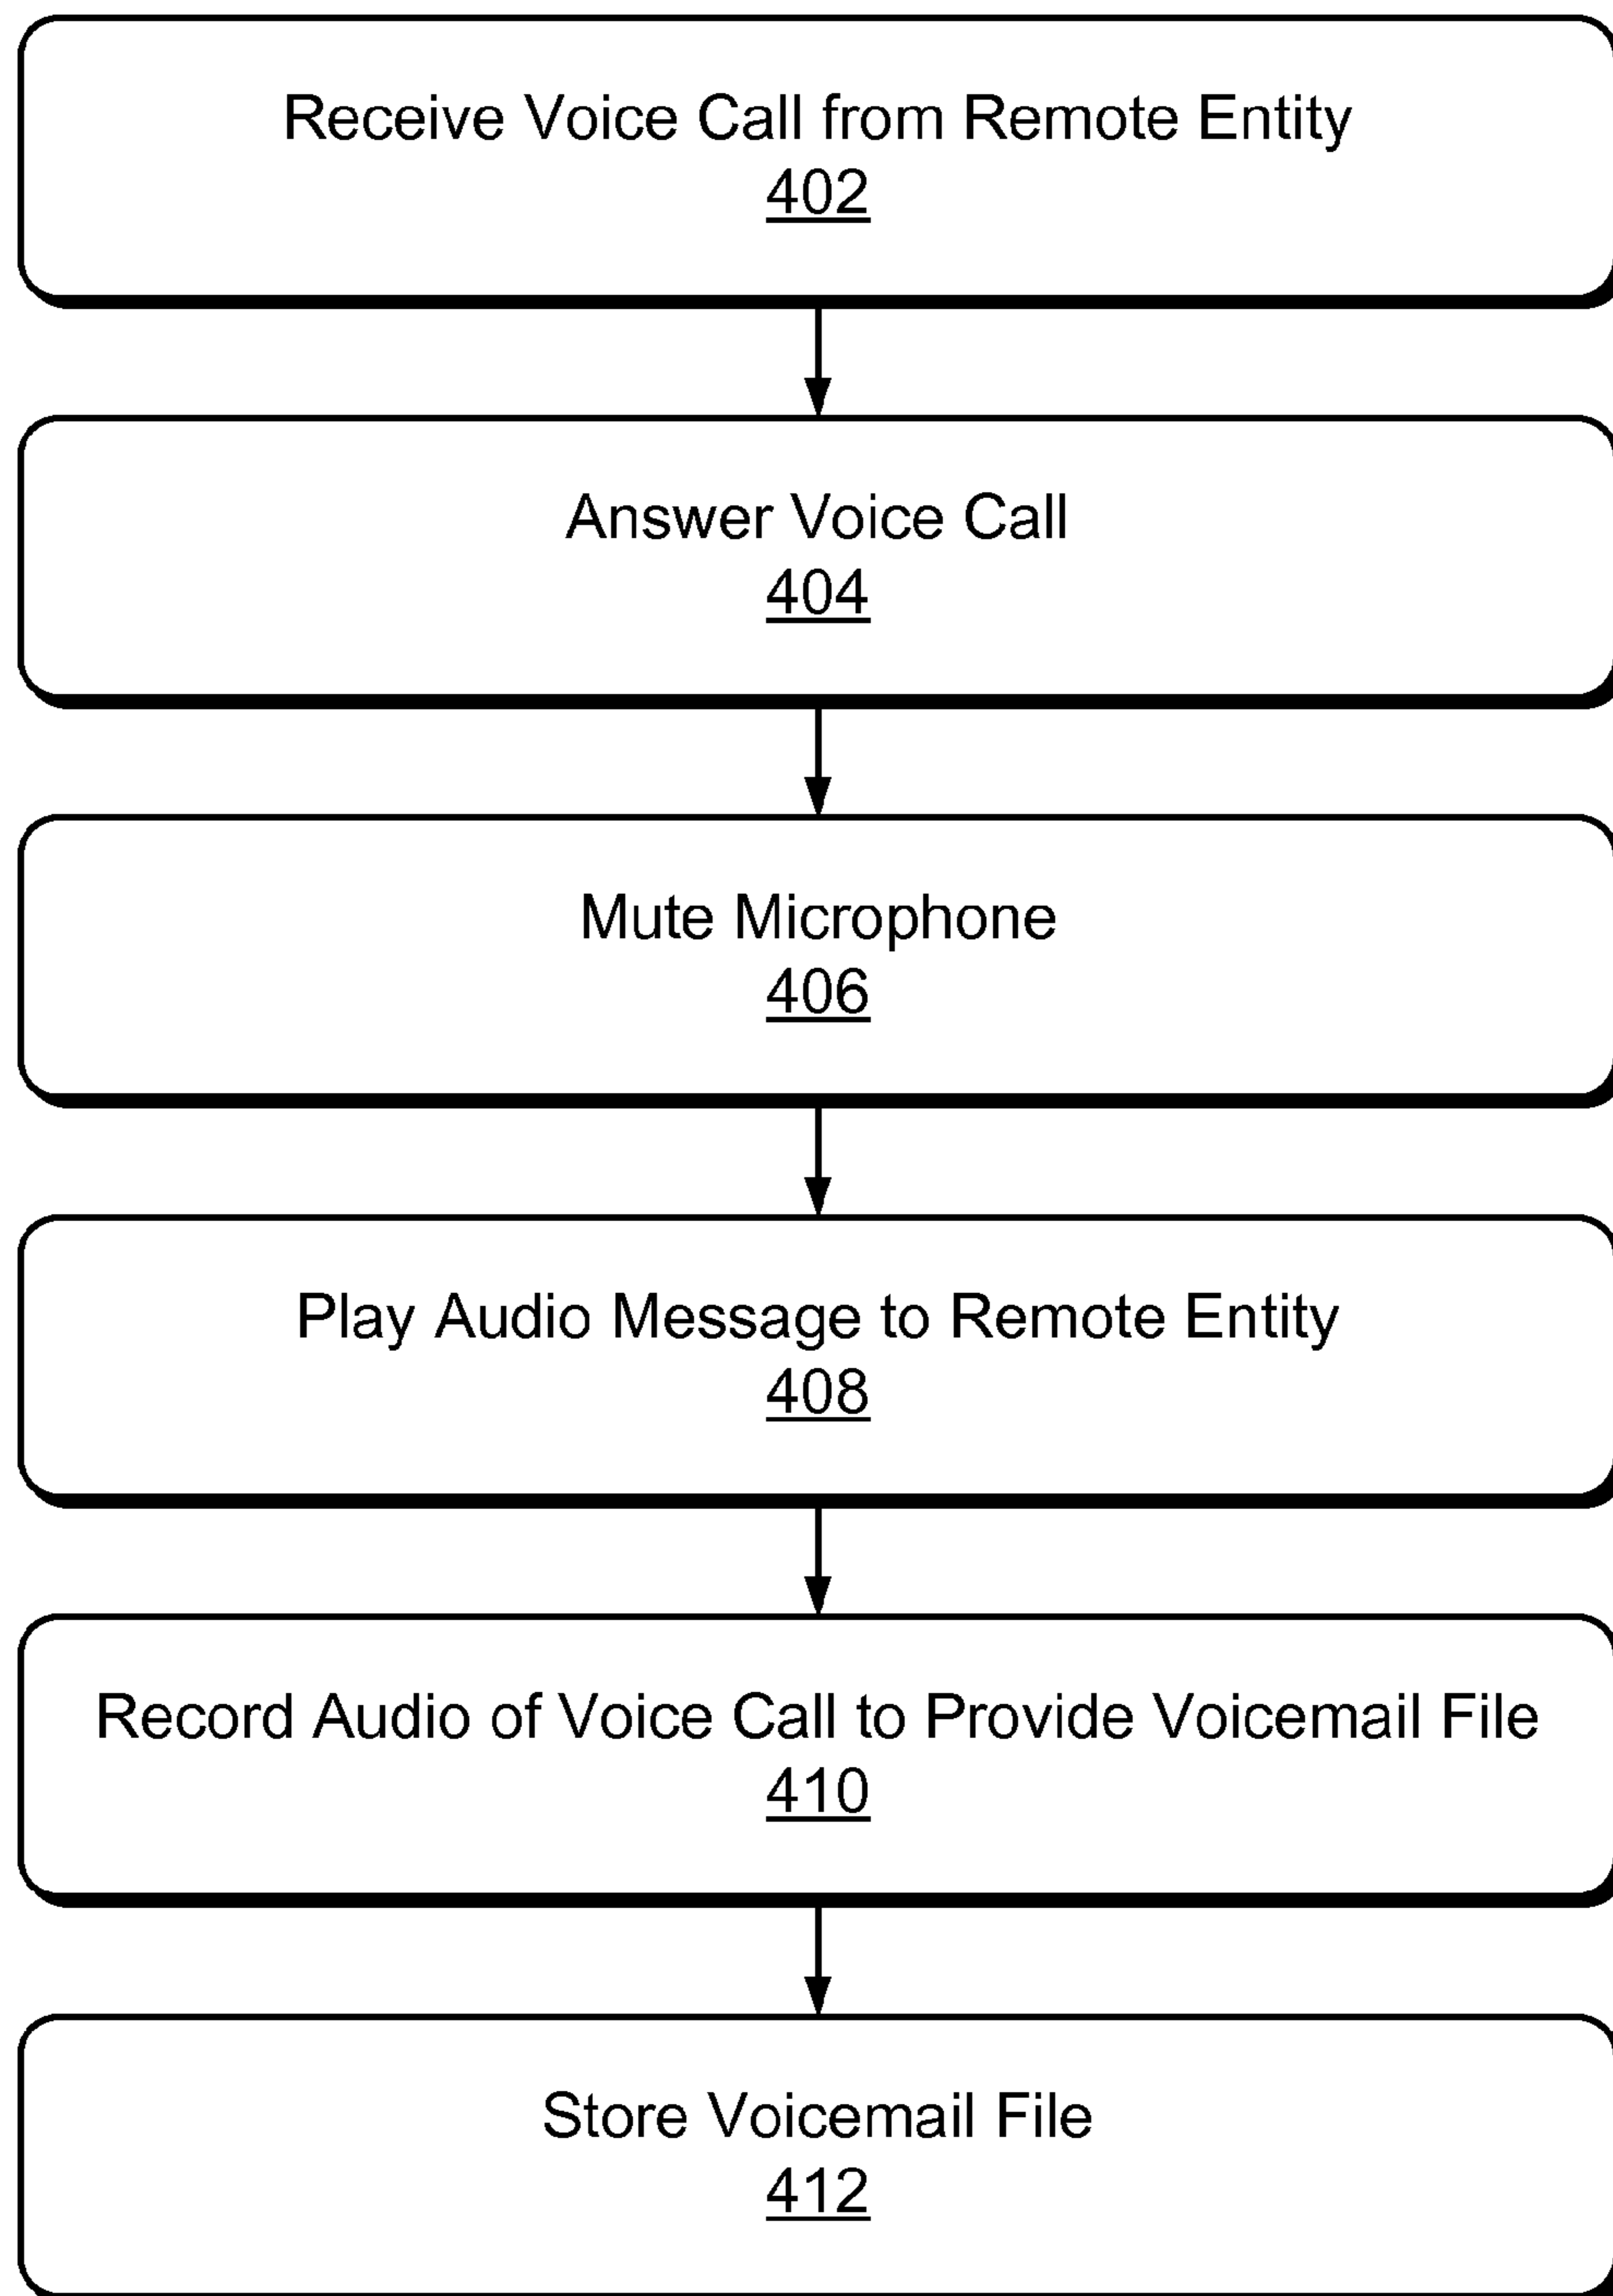 Receive Voice Call from Remote Entity
402
Answer Voice Call
404
Mute Microphone
406
Play Audio Message to Remote Entity
408
Record Audio of Voice Call to Provide Voicemail File
410
Store Voicemail File
412